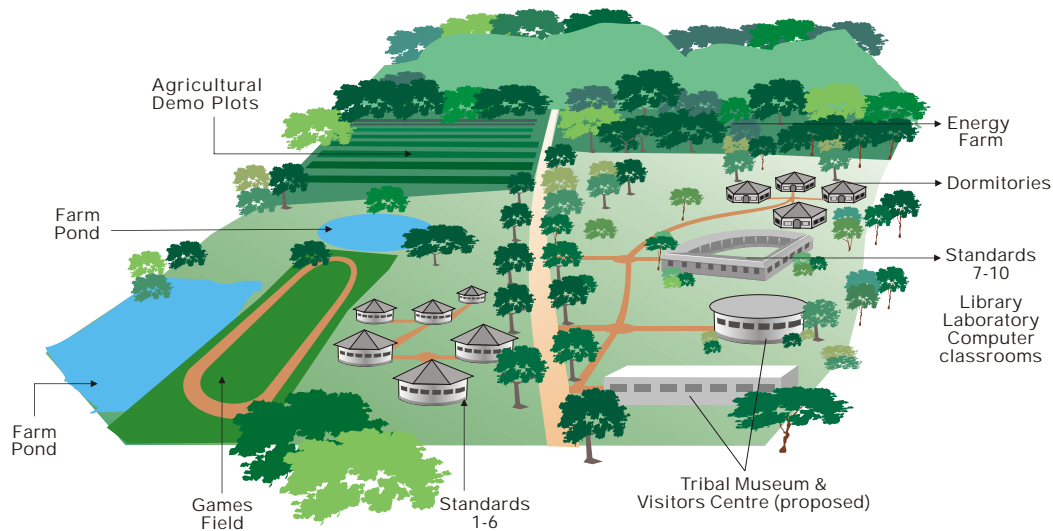 Agricultural
Demo Plots
Energy
Farm
Dormitories
Farm
Pond
Standards
7-10
Library
Laboratory
Computer
classrooms
Farm
Pond
Games
Field
Standards
1-6
Tribal Museum &
Visitors Centre (proposed)